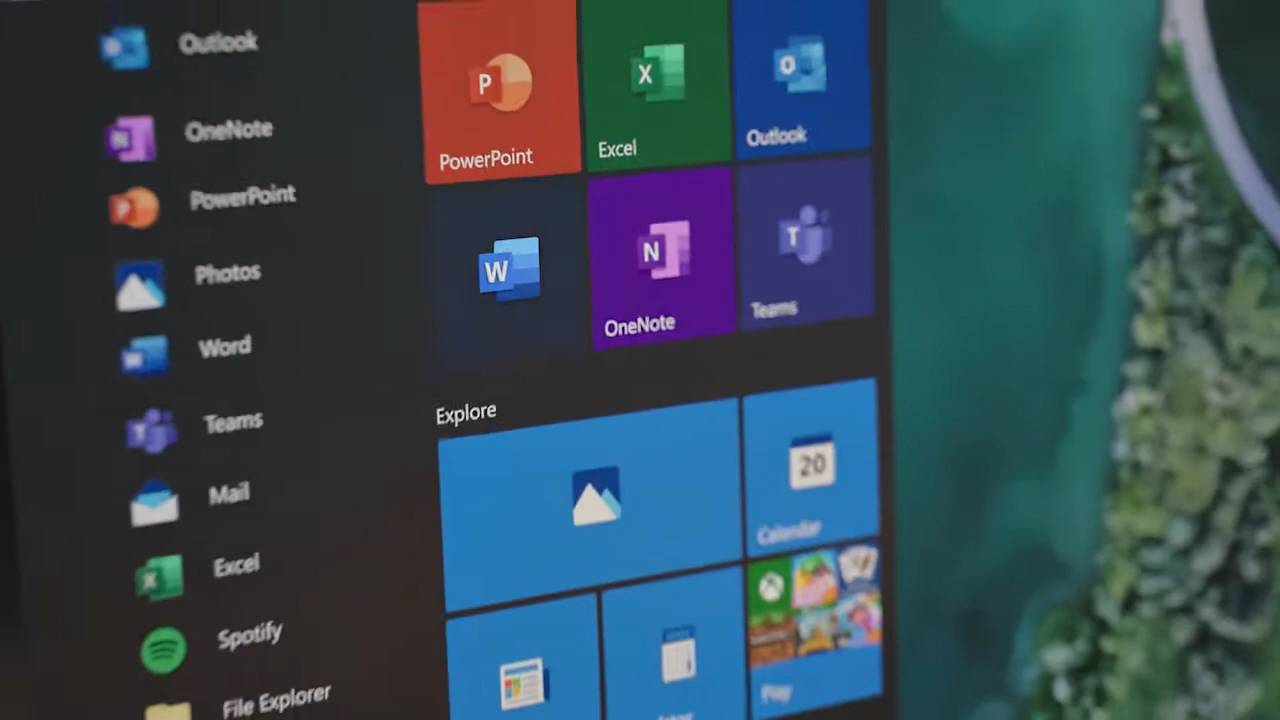 Outlook
OneNote
PowerPoint
Photos
Word
Teams
Mail
Excel
Spotify
File Explorer
P
PowerPoint
X
Excel
O
Outlook
W
N
OneNote
T
Teams
Explore
20
Calendar
Play